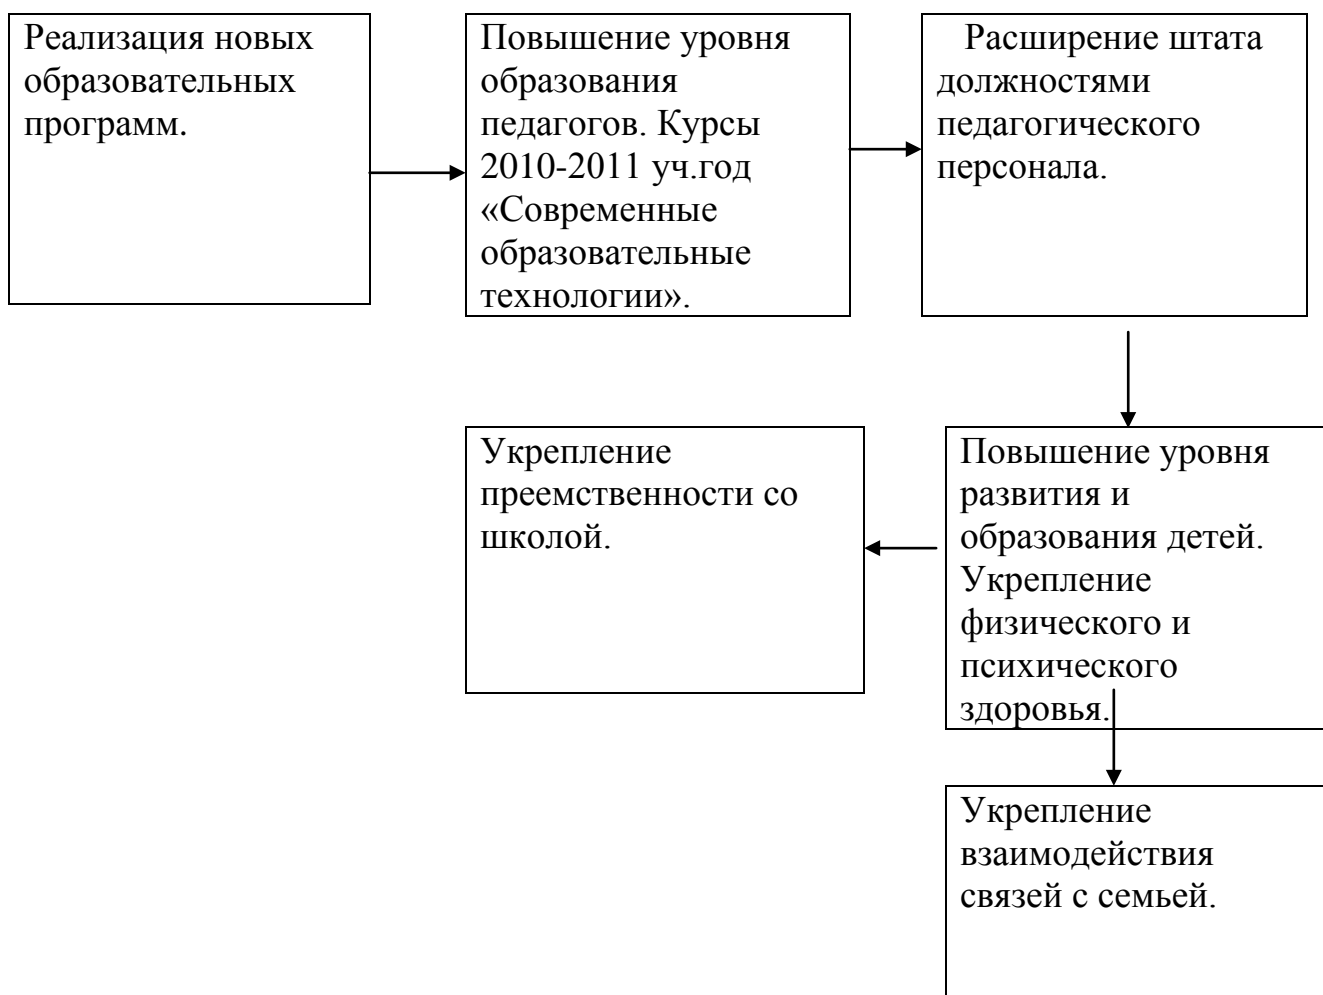 Реализация новых
образовательных
программ.
Повышение уровня
образования
педагогов. Курсы
2010-2011 уч.год
«Современные
образовательные
технологии».
Расширение штата
должностями
педагогического
персонала.
Укрепление
преемственности со
школой.
Повышение уровня
развития и
образования детей.
Укрепление
физического и
психического
здоровья.
Укрепление
взаимодействия
связей с семьей.